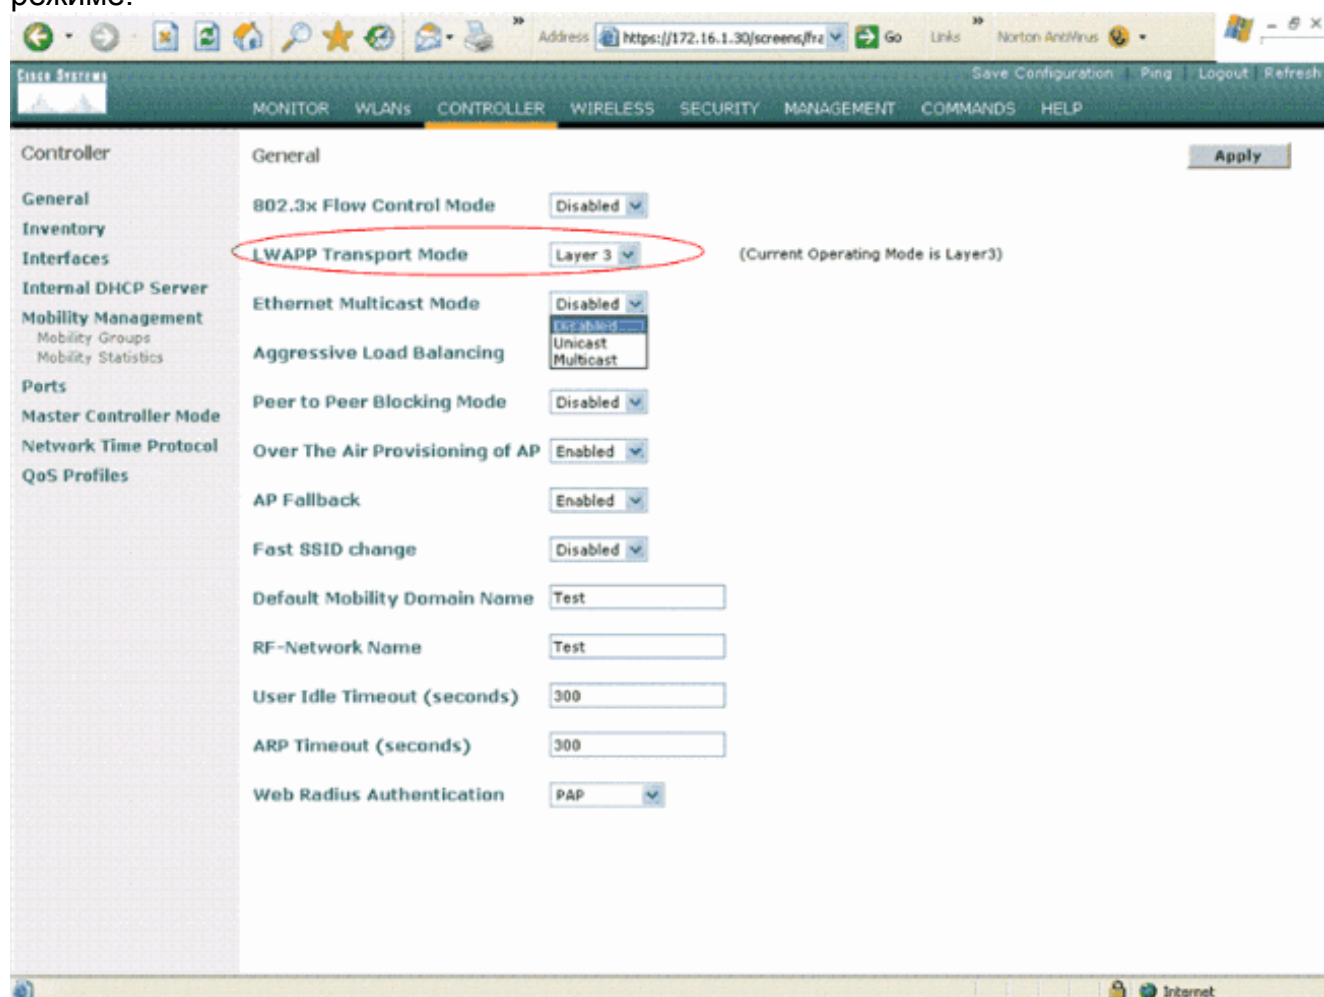 режиме.
»
Address https://172.16.1.30/screens/fra Go Links » Norton AntiVirus
CISCO SYSTEMS
Save Configuration Ping Logout Refresh
MONITOR WLANs CONTROLLER WIRELESS SECURITY MANAGEMENT COMMANDS HELP
Controller
General
Inventory
Interfaces
Internal DHCP Server
Mobility Management
Mobility Groups
Mobility Statistics
Ports
Master Controller Mode
Network Time Protocol
QoS Profiles
General
Apply
802.3x Flow Control Mode Disabled
LWAPP Transport Mode Layer 3 (Current Operating Mode is Layer3)
Ethernet Multicast Mode Disabled
Disabled
Unicast
Aggressive Load Balancing
Multicast
Peer to Peer Blocking Mode Disabled
Over The Air Provisioning of AP Enabled
AP Fallback Enabled
Fast SSID change Disabled
Default Mobility Domain Name Test
RF-Network Name Test
User Idle Timeout (seconds) 300
ARP Timeout (seconds) 300
Web Radius Authentication PAP
Internet